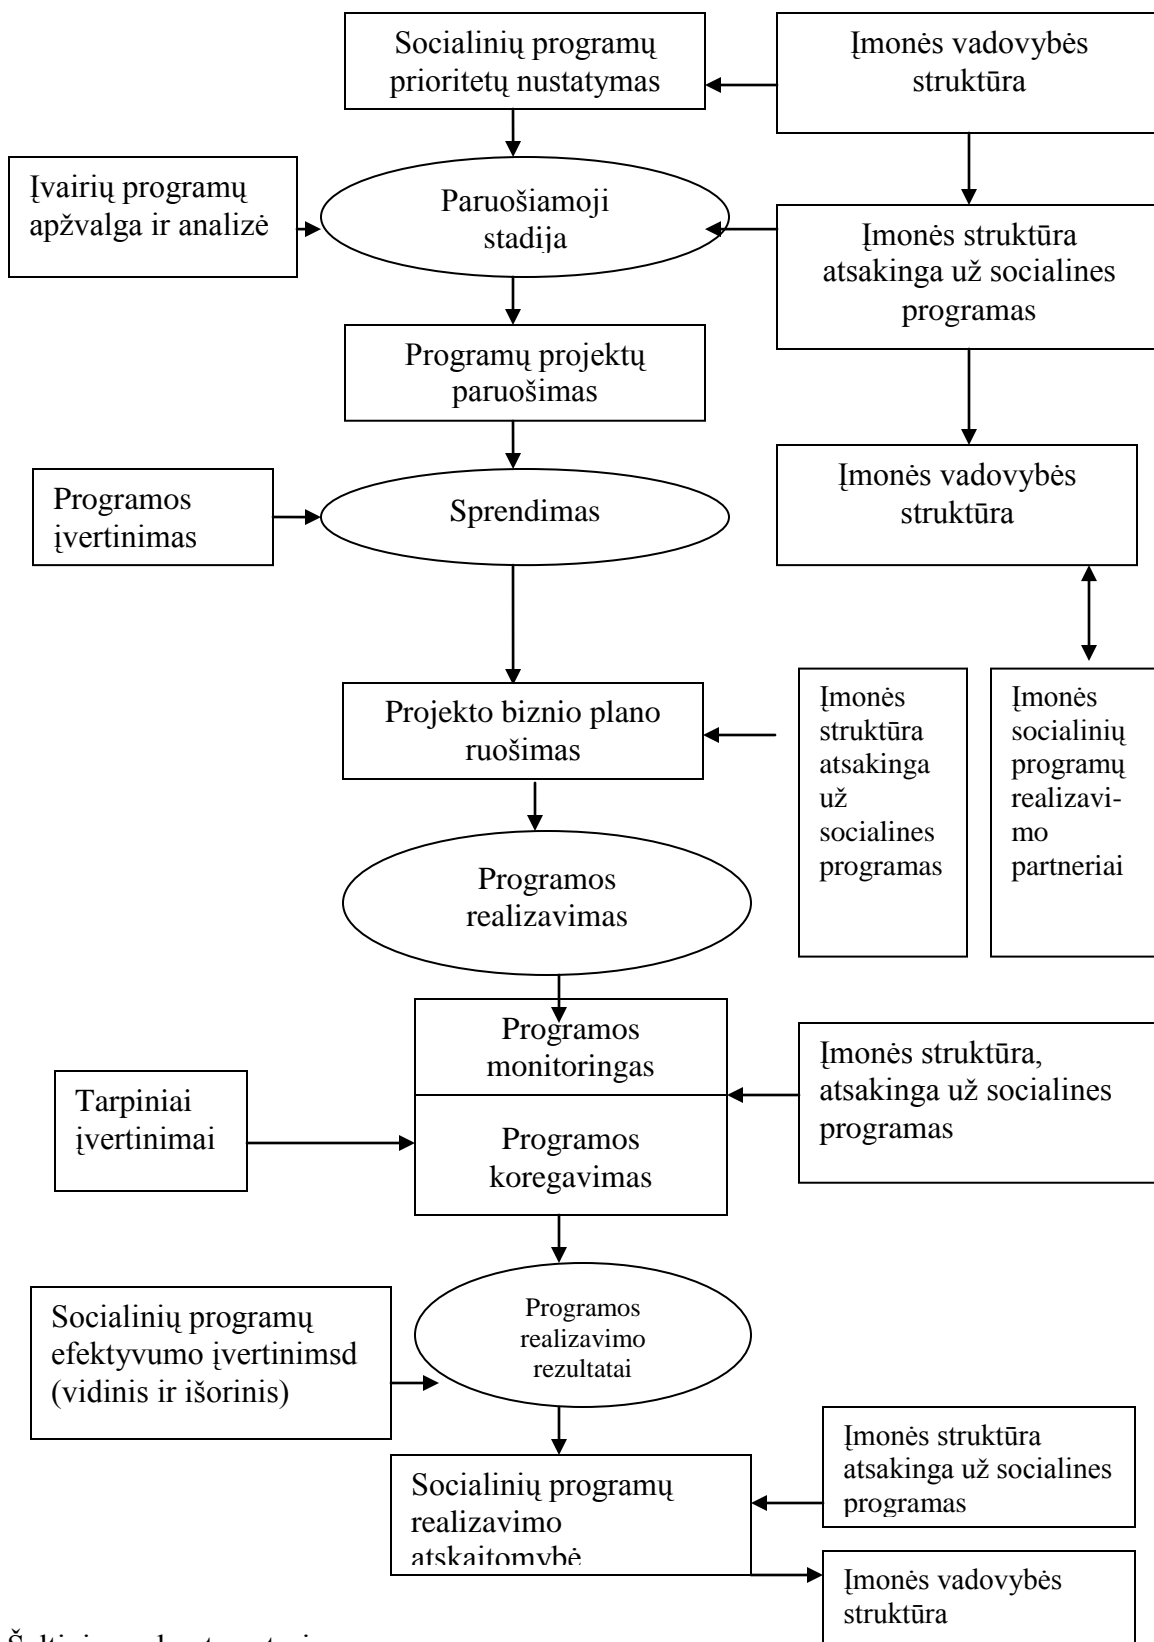 Socialinių programų
prioritetų nustatymas
Įmonės vadovybės
struktūra
Įvairių programų
apžvalga ir analizė
Paruošiamoji
stadija
Įmonės struktūra
atsakinga už socialines
programas
Programų projektų
paruošimas
Programos
įvertinimas
Sprendimas
Įmonės vadovybės
struktūra
Projekto biznio plano
ruošimas
Įmonės
struktūra
atsakinga
už
socialines
programas
Įmonės
socialinių
programų
realizavi-
mo
partneriai
Programos
realizavimas
Programos
monitoringas
Įmonės struktūra,
atsakinga už socialines
programas
Tarpiniai
įvertinimai
Programos
koregavimas
Socialinių programų
efektyvumo įvertinimsd
(vidinis ir išorinis)
Programos
realizavimo
rezultatai
Įmonės struktūra
atsakinga už socialines
programas
Socialinių programų
realizavimo
atskaitomybė
Įmonės vadovybės
struktūra